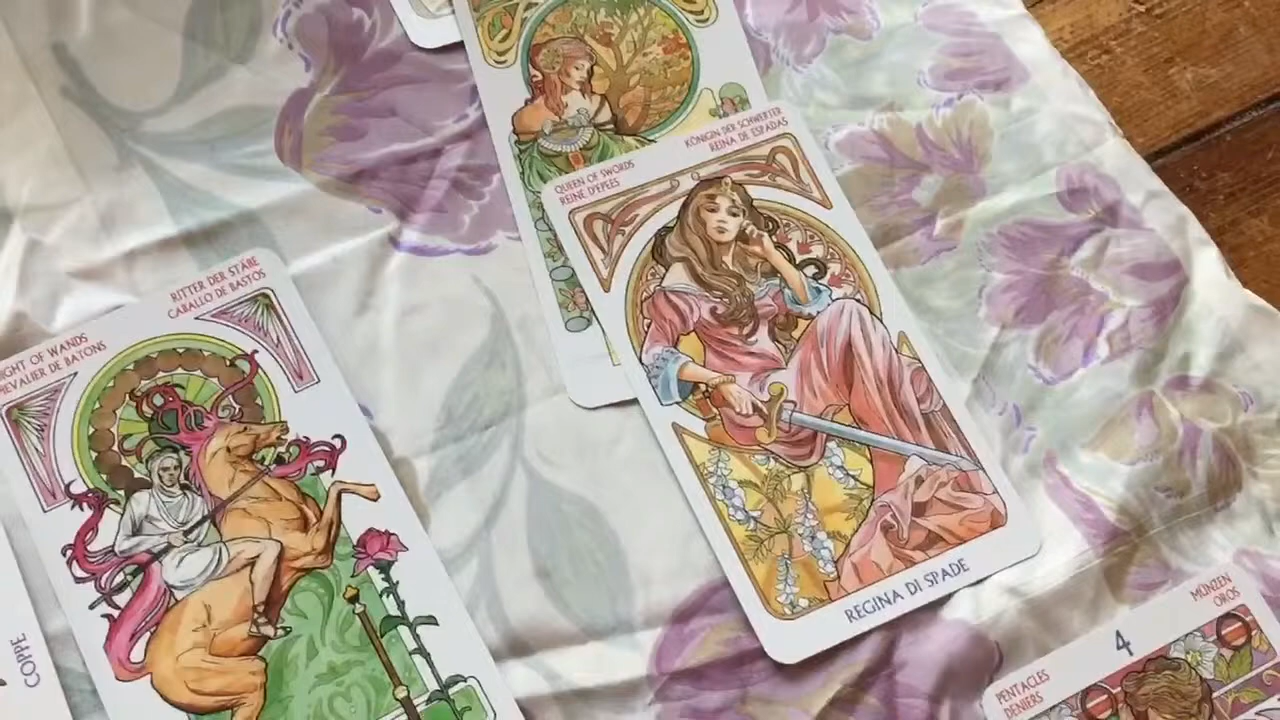 QUEEN OF SWORDS
REINE D'EPÉES
KÖNIGIN DER SCHWERTER
REINA DE ESPADAS
REGINA DI SPADE
RITTER DER STÄBE
CABALLO DE BASTOS
IGHT OF WANDS
HEVALIER DE BATONS
COPPE
4
MÜNZEN
OROS
PENTACLES
DENIERS